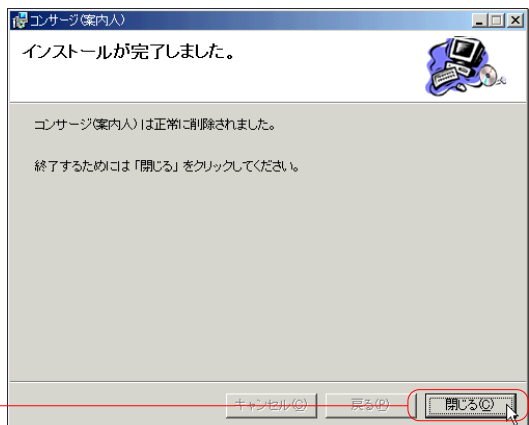 コンサージ(案内人)
インストールが完了しました。
コンサージ(案内人)は正常に削除されました。
終了するためには「閉じる」をクリックしてください。
キャンセル(C) 戻る(P) 閉じる(C)